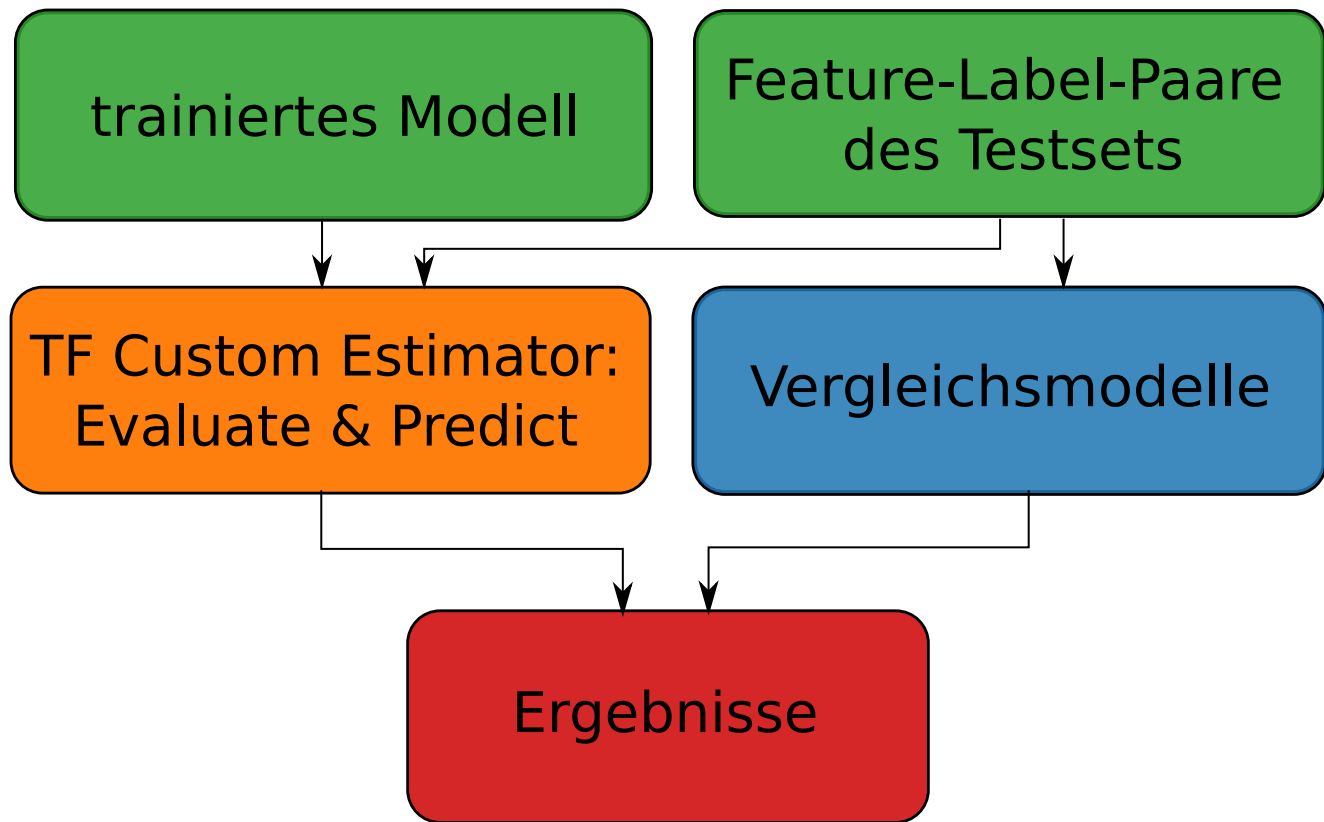 trainiertes Modell
Feature-Label-Paare
des Testsets
TF Custom Estimator:
Evaluate & Predict
Vergleichsmodelle
Ergebnisse